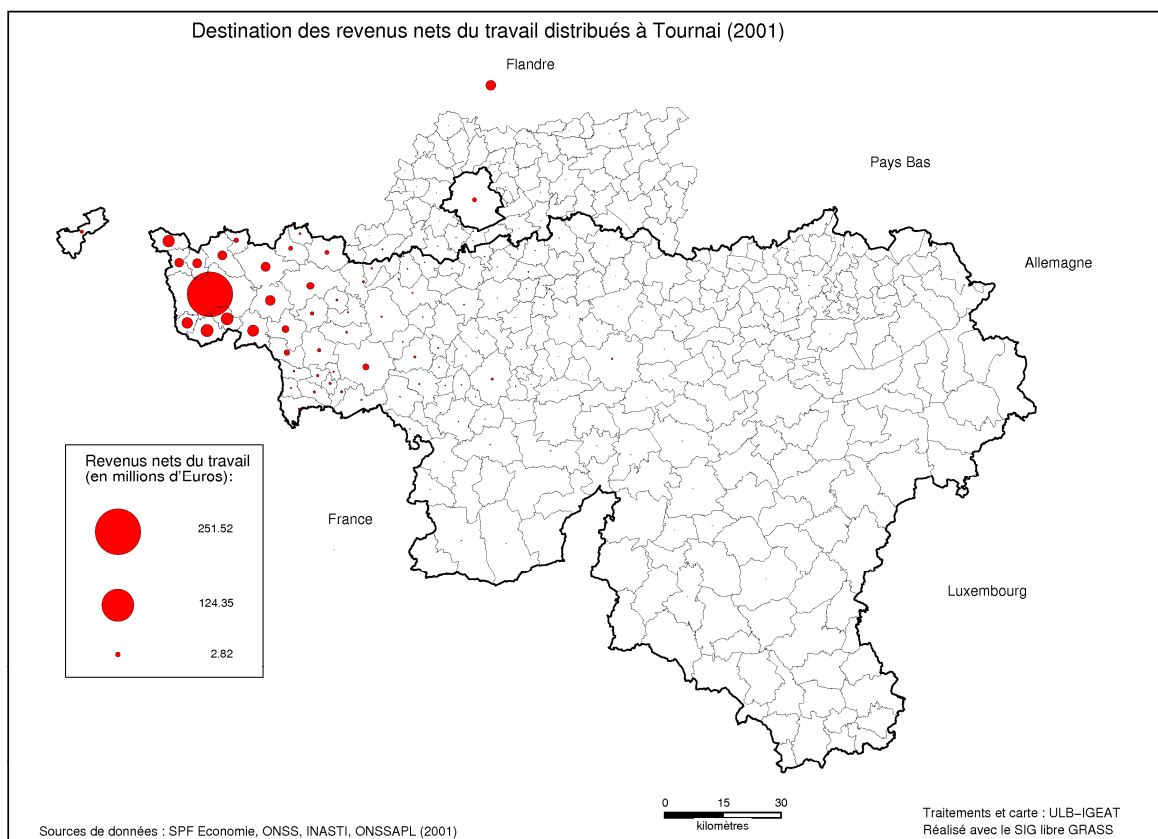 Destination des revenus nets du travail distribués à Tournai (2001)
Flandre
Pays Bas
Allemagne
Revenus nets du travail
(en millions d'Euros):
251.52
124.35
2.82
France
Luxembourg
0 15 30
kilomètres
Sources de données : SPF Economie, ONSS, INASTI, ONSSAPL (2001)
Traitements et carte : ULB-IGEAT
Réalisé avec le SIG libre GRASS